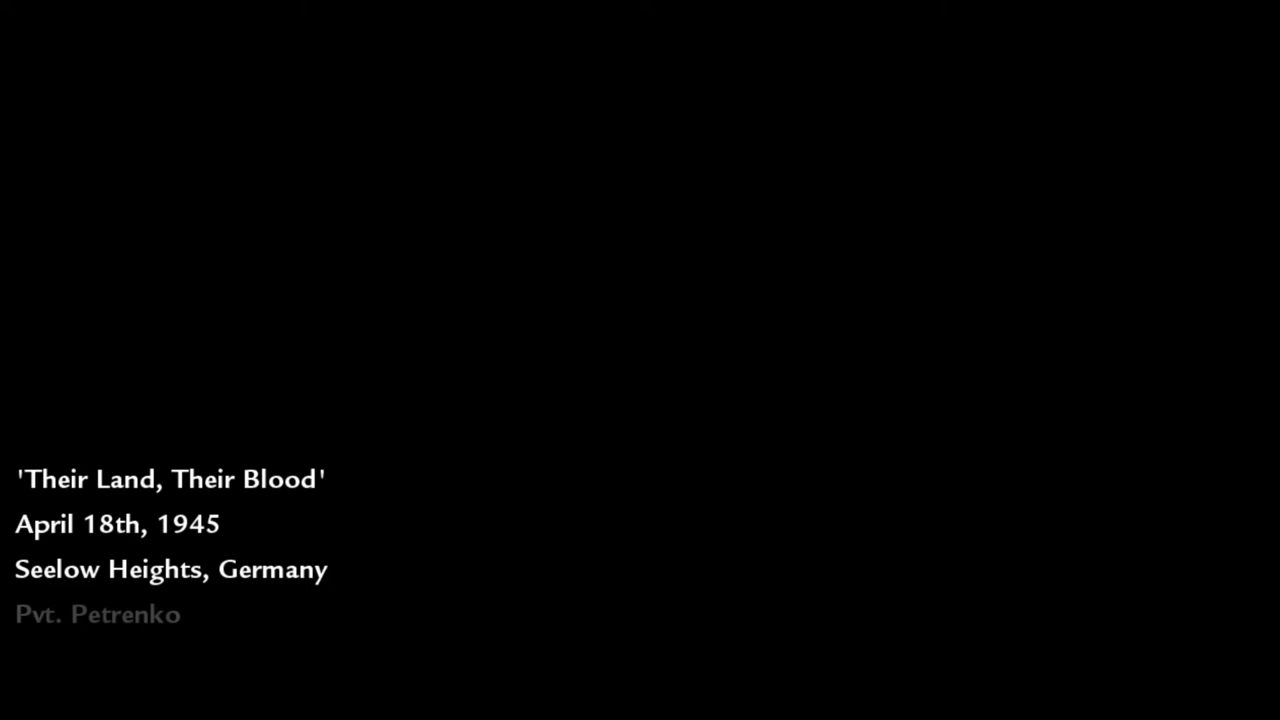 'Their Land, Their Blood'
April 18th, 1945
Seelow Heights, Germany
Pvt. Petrenko